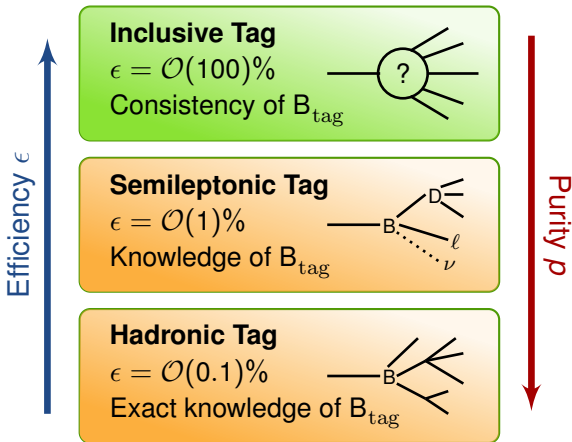 Inclusive Tag
ϵ = 𝒪(100)%
Consistency of B_tag
?
Semileptonic Tag
ϵ = 𝒪(1)%
Knowledge of B_tag
D
B
ℓ
ν
Hadronic Tag
ϵ = 𝒪(0.1)%
Exact knowledge of B_tag
B
Efficiency ϵ
Purity p